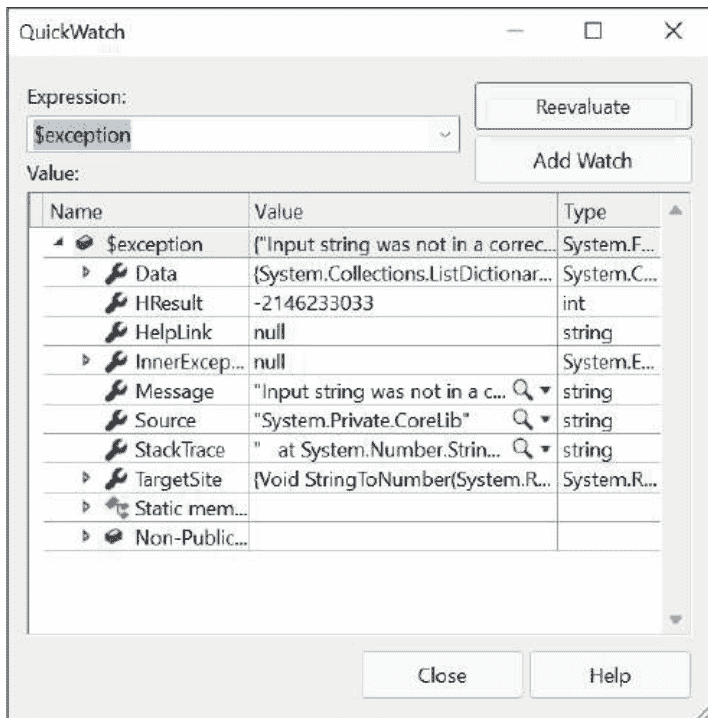 QuickWatch
Expression:
Reevaluate
$exception
Add Watch
Value:
Name Value Type
$exception {"Input string was not in a correc... System.F...
Data {System.Collections.ListDictionar... System.C...
HResult -2146233033 int
HelpLink null string
InnerExcep... null System.E...
Message "Input string was not in a c... string
Source "System.Private.CoreLib" string
StackTrace " at System.Number.Strin... string
TargetSite {Void StringToNumber(System.R... System.R...
Static mem...
Non-Public...
Close Help